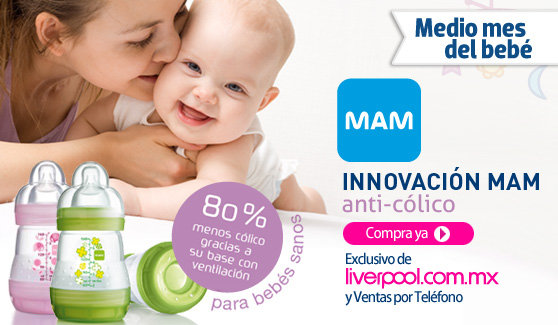 Medio mes
del bebé
MAM
INNOVACIÓN MAM
anti-cólico
Compra ya
Exclusivo de
liverpool.com.mx
y Ventas por Teléfono
80%
menos cólico
gracias a
su base con
ventilación
para bebés sanos
MAM